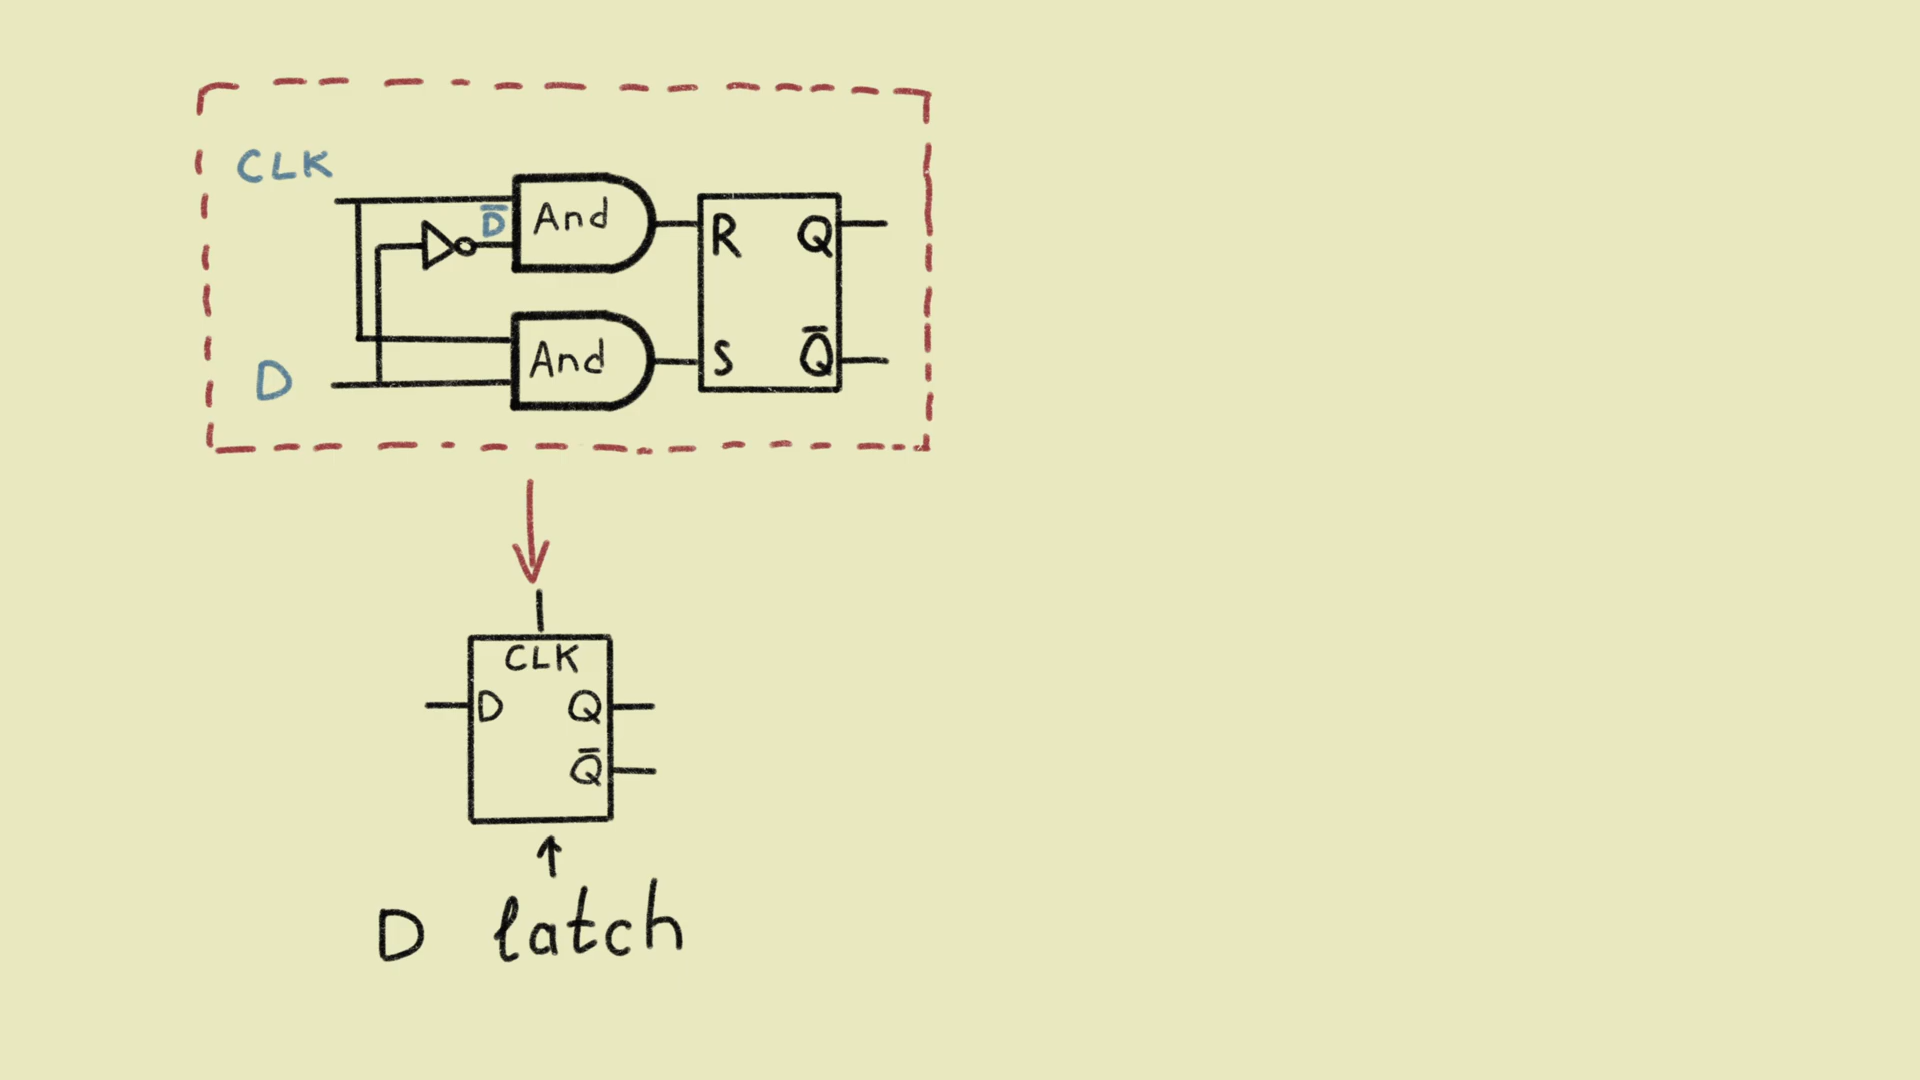 CLK
D̅ And
R Q
And
S Q̅
D
CLK
D Q
Q̅
D latch